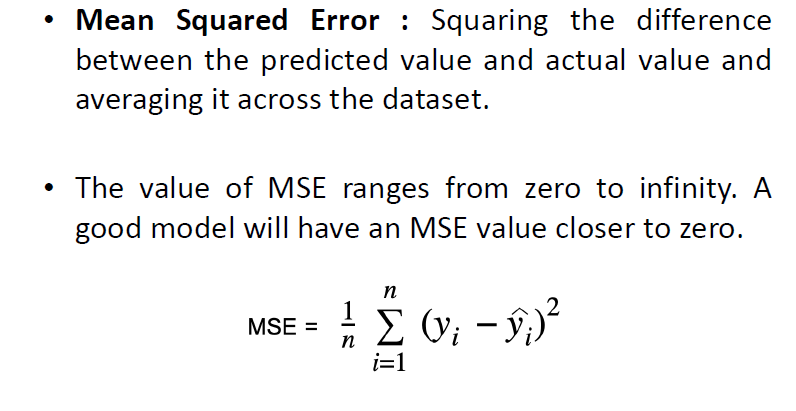 • Mean Squared Error : Squaring the difference
between the predicted value and actual value and
averaging it across the dataset.
• The value of MSE ranges from zero to infinity. A
good model will have an MSE value closer to zero.
MSE = 1/n n∑i=1 (yᵢ − ŷᵢ)²